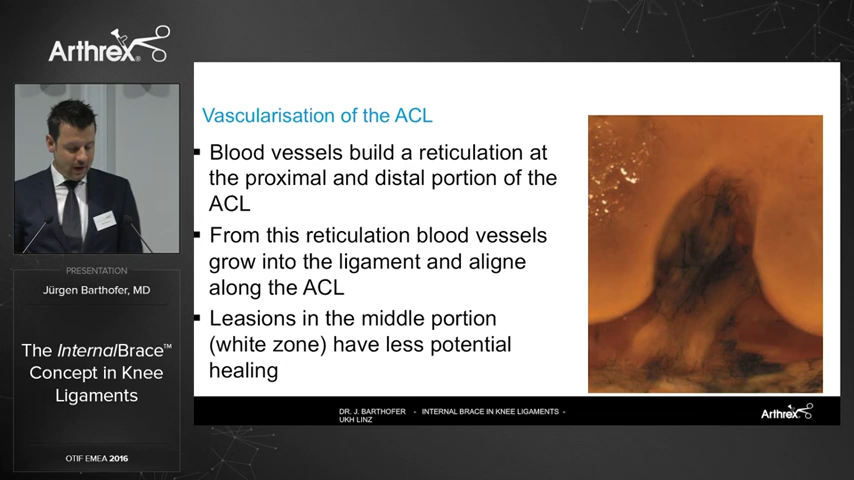 Arthrex
PRESENTATION
Jürgen Barthofer, MD
The InternalBrace™
Concept in Knee
Ligaments
OTIF EMEA 2016
Vascularisation of the ACL
▪ Blood vessels build a reticulation at
the proximal and distal portion of the
ACL
▪ From this reticulation blood vessels
grow into the ligament and aligne
along the ACL
▪ Leasions in the middle portion
(white zone) have less potential
healing
DR. J. BARTHOFER - INTERNAL BRACE IN KNEE LIGAMENTS -
UKH LINZ
Arthrex